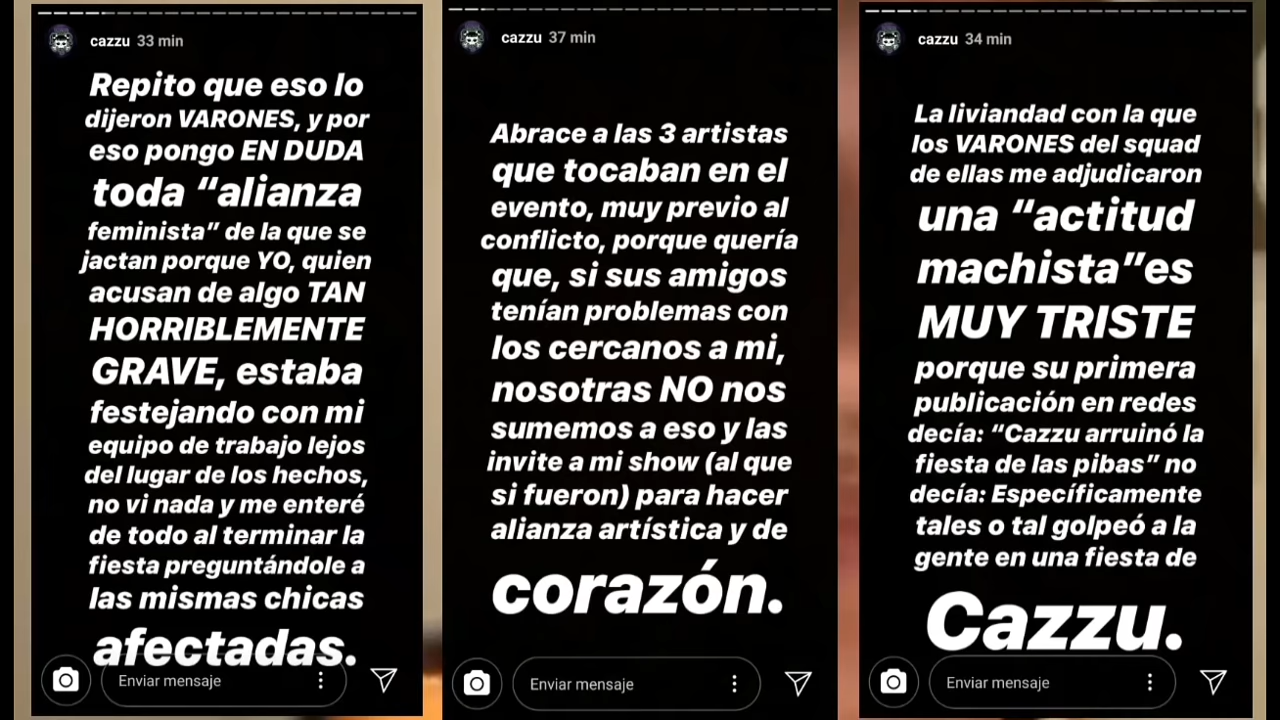 cazzu 33 min
Repito que eso lo
dijeron VARONES, y por
eso pongo EN DUDA
toda “alianza
feminista” de la que se
jactan porque YO, quien
acusan de algo TAN
HORRIBLEMENTE
GRAVE, estaba
festejando con mi
equipo de trabajo lejos
del lugar de los hechos,
no vi nada y me enteré
de todo al terminar la
fiesta preguntándole a
las mismas chicas
afectadas.
Enviar mensaje
cazzu 37 min
Abrace a las 3 artistas
que tocaban en el
evento, muy previo al
conflicto, porque quería
que, si sus amigos
tenían problemas con
los cercanos a mi,
nosotras NO nos
sumemos a eso y las
invite a mi show (al que
si fueron) para hacer
alianza artística y de
corazón.
Enviar mensaje
cazzu 34 min
La liviandad con la que
los VARONES del squad
de ellas me adjudicaron
una “actitud
machista”es
MUY TRISTE
porque su primera
publicación en redes
decía: “Cazzu arruinó la
fiesta de las pibas” no
decía: Específicamente
tales o tal golpeó a la
gente en una fiesta de
Cazzu.
Enviar mensaje